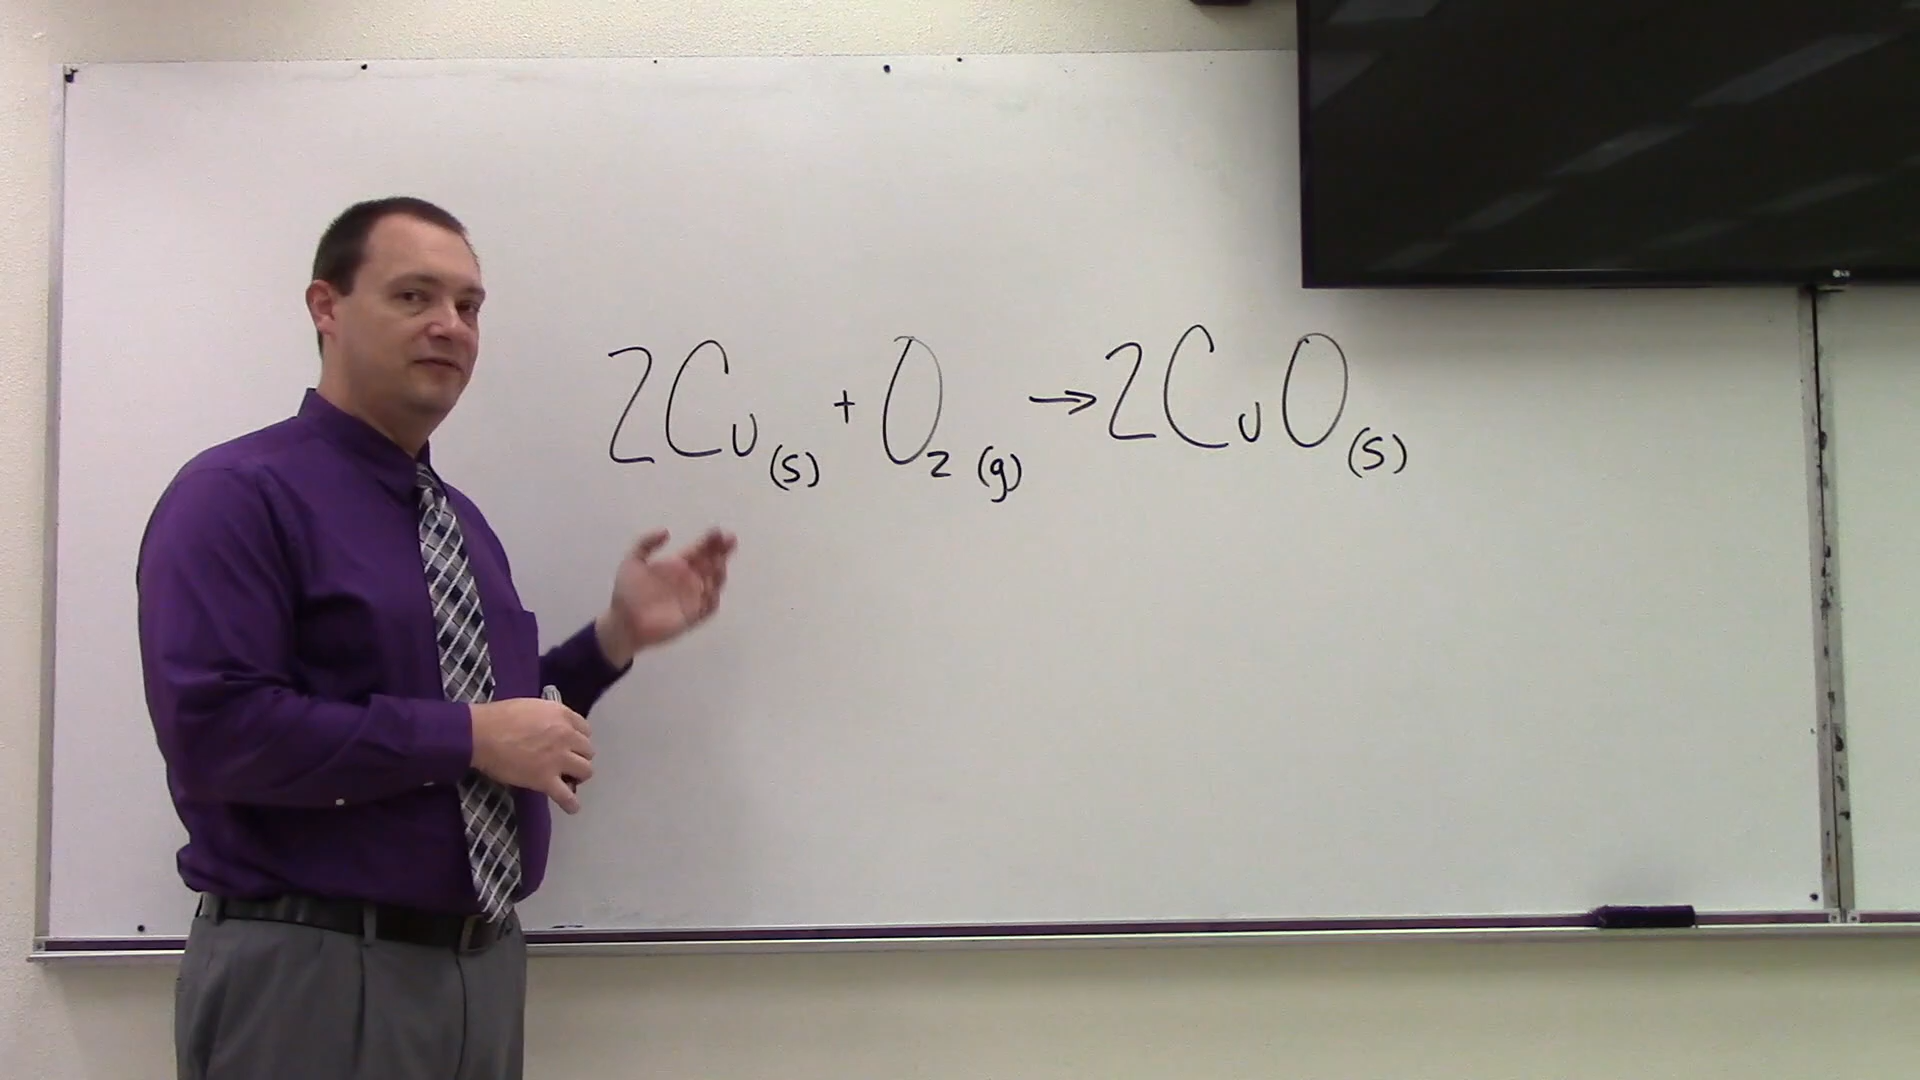 2Cu(s) + O2 (g) → 2CuO(s)